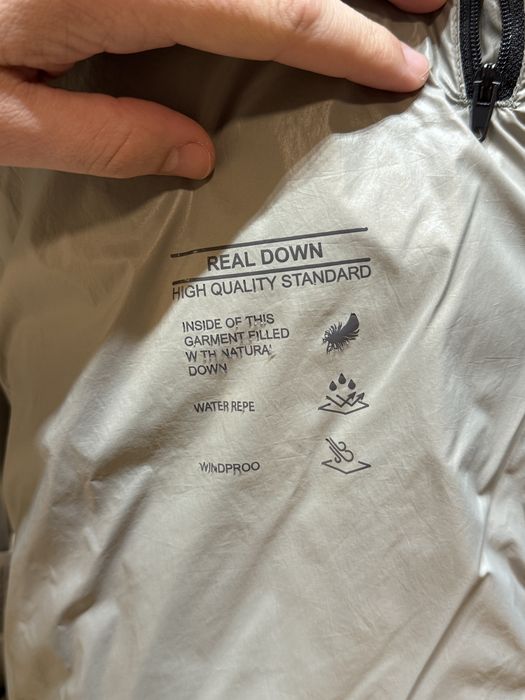 REAL DOWN
HIGH QUALITY STANDARD
INSIDE OF THIS
GARMENT FILLED
W TH NATURA'
DOWN
WATER REPE
WINDPROO